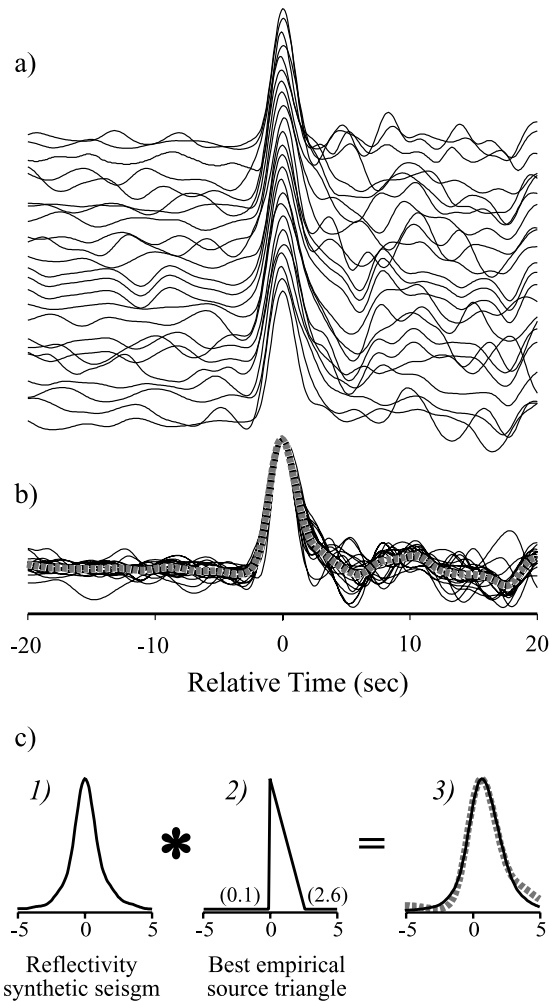 a)
b)
-20 -10 0 10 20
Relative Time (sec)
c)
1) * 2) = 3)
(0.1) (2.6)
-5 0 5 -5 0 5 -5 0 5
Reflectivity Best empirical
synthetic seisgm source triangle